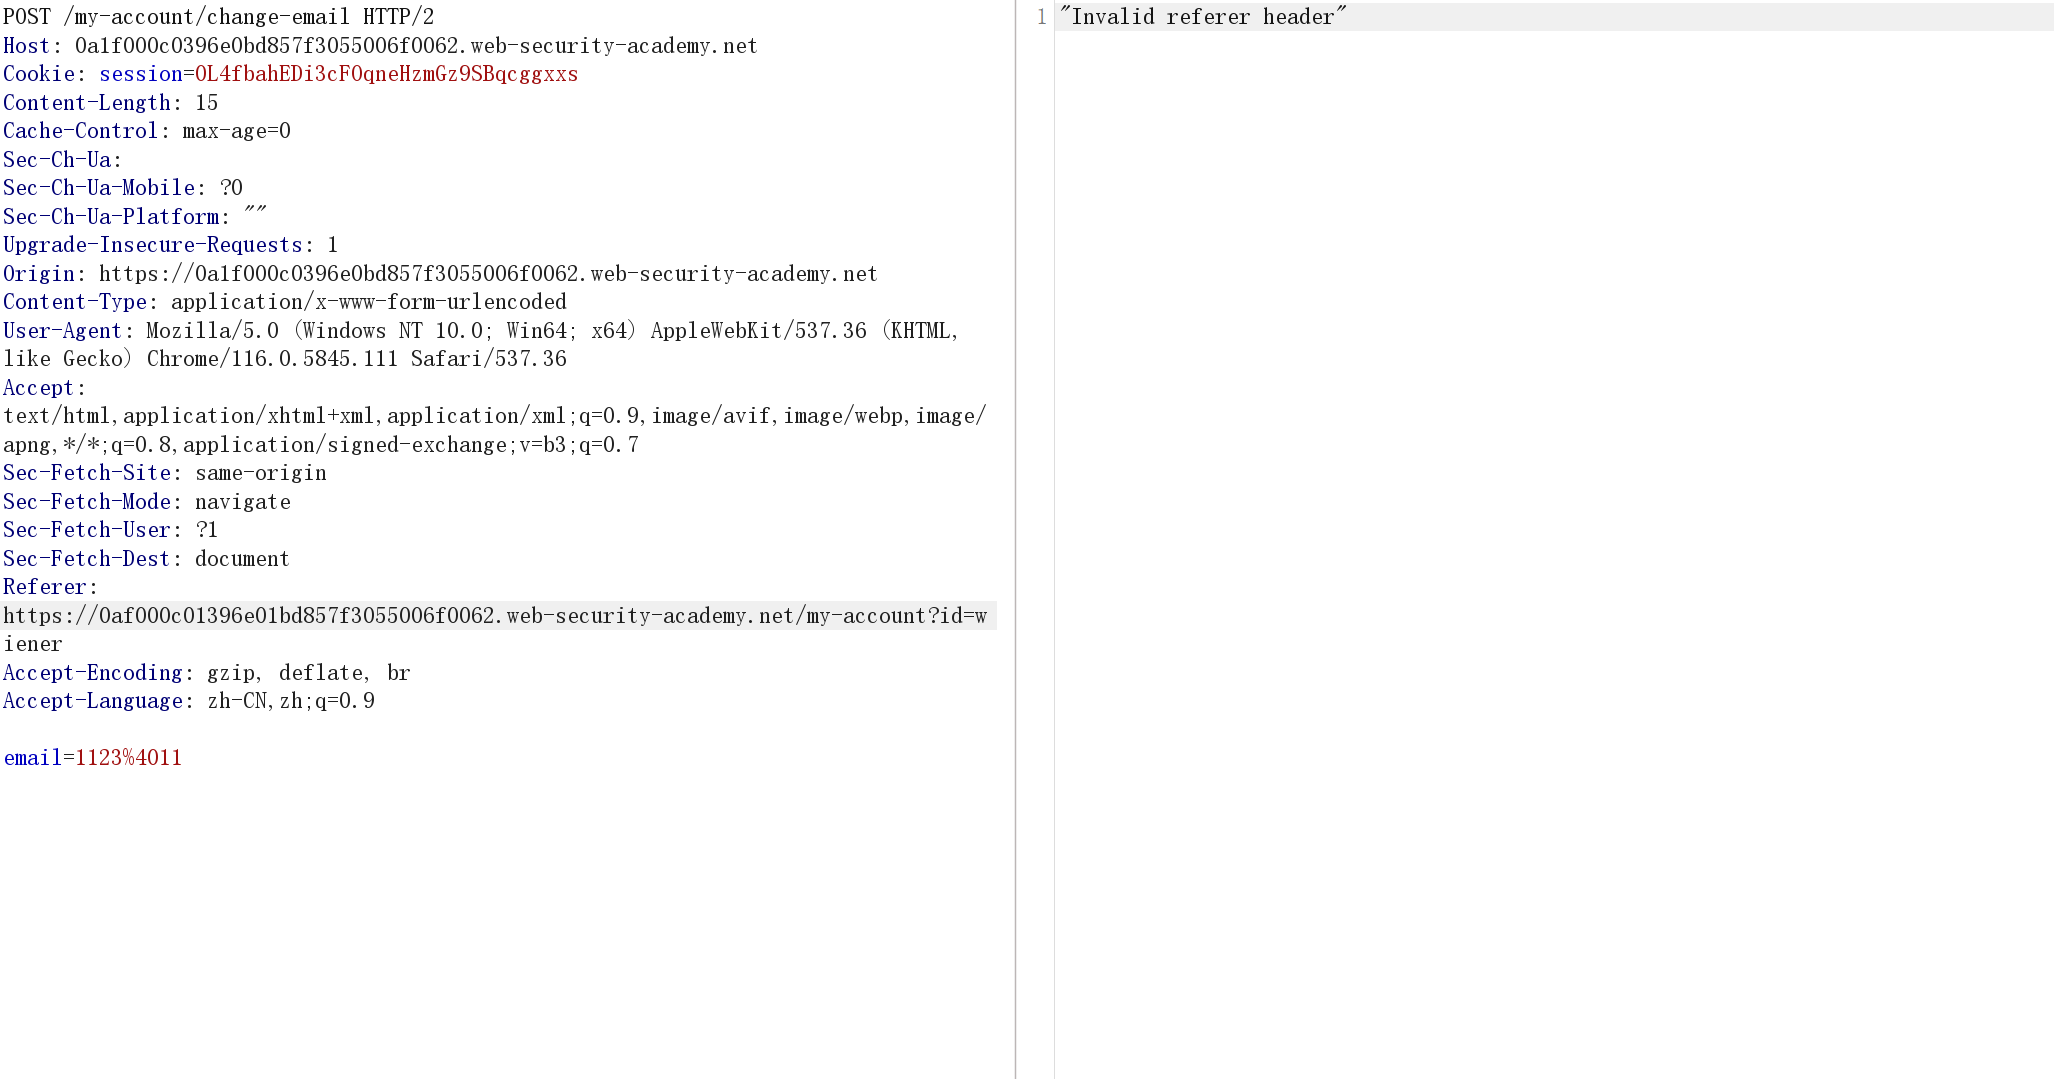 POST /my-account/change-email HTTP/2
Host: 0a1f000c0396e0bd857f3055006f0062.web-security-academy.net
Cookie: session=OL4fbahEDi3cFOqneHzmGz9SBqcggxxs
Content-Length: 15
Cache-Control: max-age=0
Sec-Ch-Ua:
Sec-Ch-Ua-Mobile: ?0
Sec-Ch-Ua-Platform: ""
Upgrade-Insecure-Requests: 1
Origin: https://0a1f000c0396e0bd857f3055006f0062.web-security-academy.net
Content-Type: application/x-www-form-urlencoded
User-Agent: Mozilla/5.0 (Windows NT 10.0; Win64; x64) AppleWebKit/537.36 (KHTML,
like Gecko) Chrome/116.0.5845.111 Safari/537.36
Accept:
text/html,application/xhtml+xml,application/xml;q=0.9,image/avif,image/webp,image/
apng,*/*;q=0.8,application/signed-exchange;v=b3;q=0.7
Sec-Fetch-Site: same-origin
Sec-Fetch-Mode: navigate
Sec-Fetch-User: ?1
Sec-Fetch-Dest: document
Referer:
https://0af000c01396e01bd857f3055006f0062.web-security-academy.net/my-account?id=w
iener
Accept-Encoding: gzip, deflate, br
Accept-Language: zh-CN,zh;q=0.9

email=1123%4011
1 "Invalid referer header"